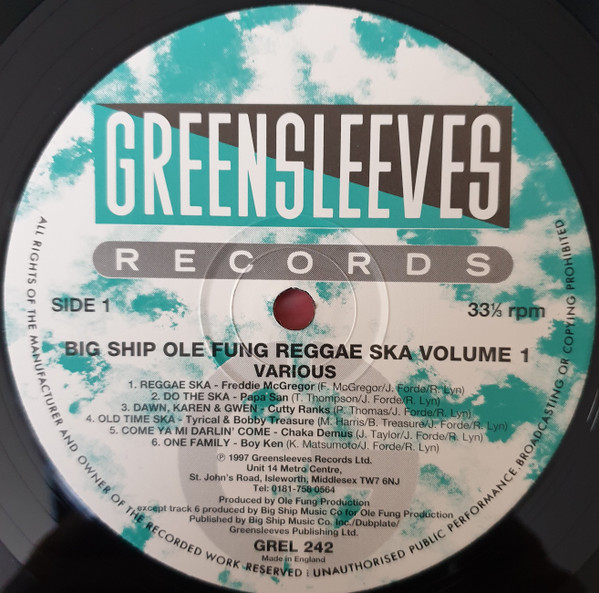 GREENSLEEVES
RECORDS
SIDE 1
33⅓ rpm
BIG SHIP OLE FUNG REGGAE SKA VOLUME 1
VARIOUS
1. REGGAE SKA - Freddie McGregor (F. McGregor/J. Forde/R. Lyn)
2. DO THE SKA - Papa San (T. Thompson/J. Forde/R. Lyn)
3. DAWN, KAREN & GWEN - Cutty Ranks (P. Thomas/J. Forde/R. Lyn)
4. OLD TIME SKA - Tyrical & Bobby Treasure (M. Harris/B. Treasure/J. Forde/R. Lyn)
5. COME YA MI DARLIN' COME - Chaka Demus (J. Taylor/J. Forde/R. Lyn)
6. ONE FAMILY - Boy Ken (K. Matsumoto/J. Forde/R. Lyn)
℗ 1997 Greensleeves Records Ltd.
Unit 14 Metro Centre,
St. John's Road, Isleworth, Middlesex TW7 6NJ
Tel: 0181-758 0564
Produced by Ole Fung Production
except track 6 produced by Big Ship Music Co for Ole Fung Production
Published by Big Ship Music Co. Inc./Dubplate/
Greensleeves Publishing Ltd.
GREL 242
Made in England
ALL RIGHTS OF THE MANUFACTURER AND OWNER OF THE RECORDED WORK RESERVED | UNAUTHORISED PUBLIC PERFORMANCE, BROADCASTING OR COPYING PROHIBITED